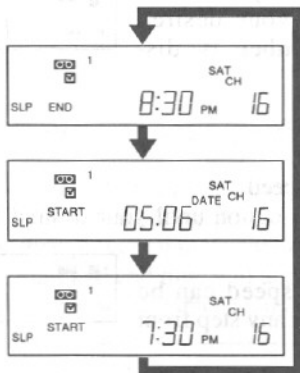 1
SAT
CH
SLP END 8:30 PM 16
1
SAT
DATE CH
START
SLP 05.06 16
1
SAT
CH
START
SLP 7:30 PM 16